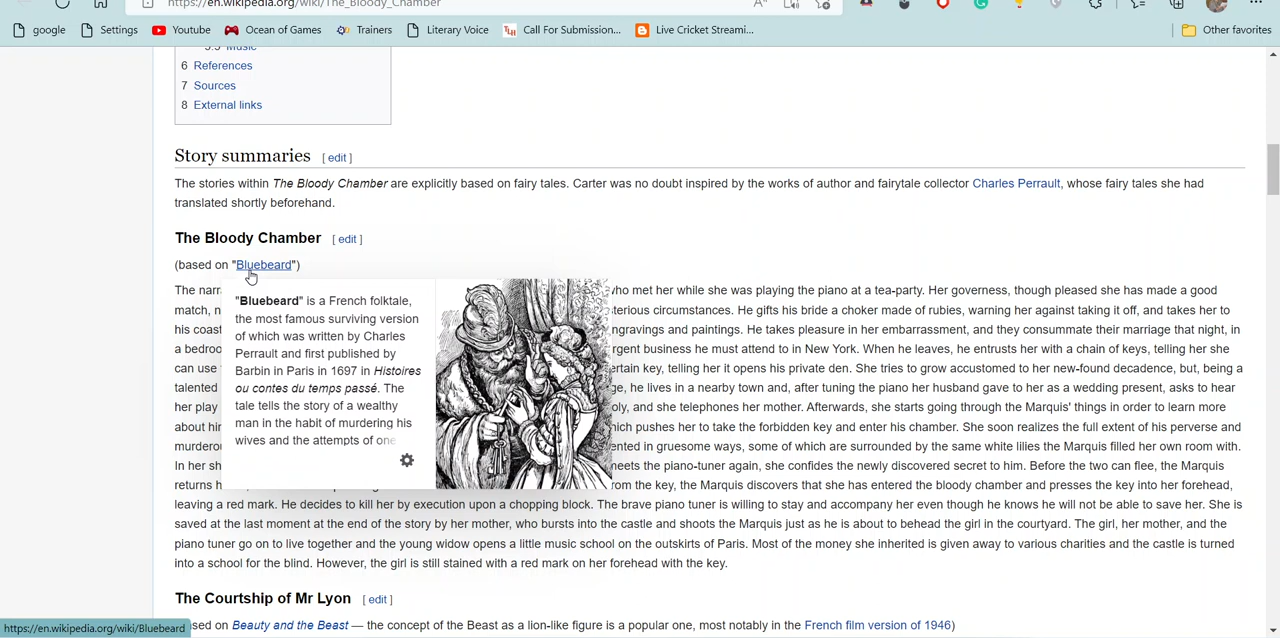 https://en.wikipedia.org/wiki/The_Bloody_Chamber
google Settings Youtube Ocean of Games Trainers Literary Voice Call For Submission... Live Cricket Streami... Other favorites
5.5 Music
6 References
7 Sources
8 External links
Story summaries [ edit ]
The stories within The Bloody Chamber are explicitly based on fairy tales. Carter was no doubt inspired by the works of author and fairytale collector Charles Perrault, whose fairy tales she had
translated shortly beforehand.
The Bloody Chamber [ edit ]
(based on "Bluebeard")
"Bluebeard" is a French folktale,
the most famous surviving version
of which was written by Charles
Perrault and first published by
Barbin in Paris in 1697 in Histoires
ou contes du temps passé. The
tale tells the story of a wealthy
man in the habit of murdering his
wives and the attempts of one
The narr who met her while she was playing the piano at a tea-party. Her governess, though pleased she has made a good
match, n terious circumstances. He gifts his bride a choker made of rubies, warning her against taking it off, and takes her to
his coast ngravings and paintings. He takes pleasure in her embarrassment, and they consummate their marriage that night, in
a bedroo rgent business he must attend to in New York. When he leaves, he entrusts her with a chain of keys, telling her she
can use ertain key, telling her it opens his private den. She tries to grow accustomed to her new-found decadence, but, being a
talented ge, he lives in a nearby town and, after tuning the piano her husband gave to her as a wedding present, asks to hear
her play oly, and she telephones her mother. Afterwards, she starts going through the Marquis' things in order to learn more
about hi hich pushes her to take the forbidden key and enter his chamber. She soon realizes the full extent of his perverse and
murdero ented in gruesome ways, some of which are surrounded by the same white lilies the Marquis filled her own room with.
In her sh meets the piano-tuner again, she confides the newly discovered secret to him. Before the two can flee, the Marquis
returns h rom the key, the Marquis discovers that she has entered the bloody chamber and presses the key into her forehead,
leaving a red mark. He decides to kill her by execution upon a chopping block. The brave piano tuner is willing to stay and accompany her even though he knows he will not be able to save her. She is
saved at the last moment at the end of the story by her mother, who bursts into the castle and shoots the Marquis just as he is about to behead the girl in the courtyard. The girl, her mother, and the
piano tuner go on to live together and the young widow opens a little music school on the outskirts of Paris. Most of the money she inherited is given away to various charities and the castle is turned
into a school for the blind. However, the girl is still stained with a red mark on her forehead with the key.
The Courtship of Mr Lyon [ edit ]
sed on Beauty and the Beast — the concept of the Beast as a lion-like figure is a popular one, most notably in the French film version of 1946)
https://en.wikipedia.org/wiki/Bluebeard